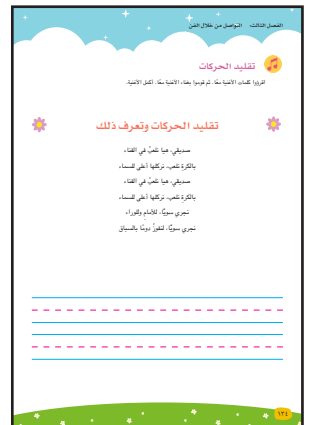 الفصل الثالث: التواصل من خلال الفن
تقليد الحركات
اقرؤوا كلمات الأغنية معًا، ثم قوموا بغناء الأغنية معًا. أكمل الأغنية.
تقليد الحركات وتعرف ذلك
صديقي، هيا نلعبْ في الفناء
بالكرة نلعب، نركلها أعلى للسماء
صديقي، هيا نلعبْ في الفناء
بالكرة نلعب، نركلها أعلى للسماء
نجري سويًّا، للأمام وللوراء
نجري سويًّا، لنفوزَ دومًا بالسباق
١٣٤